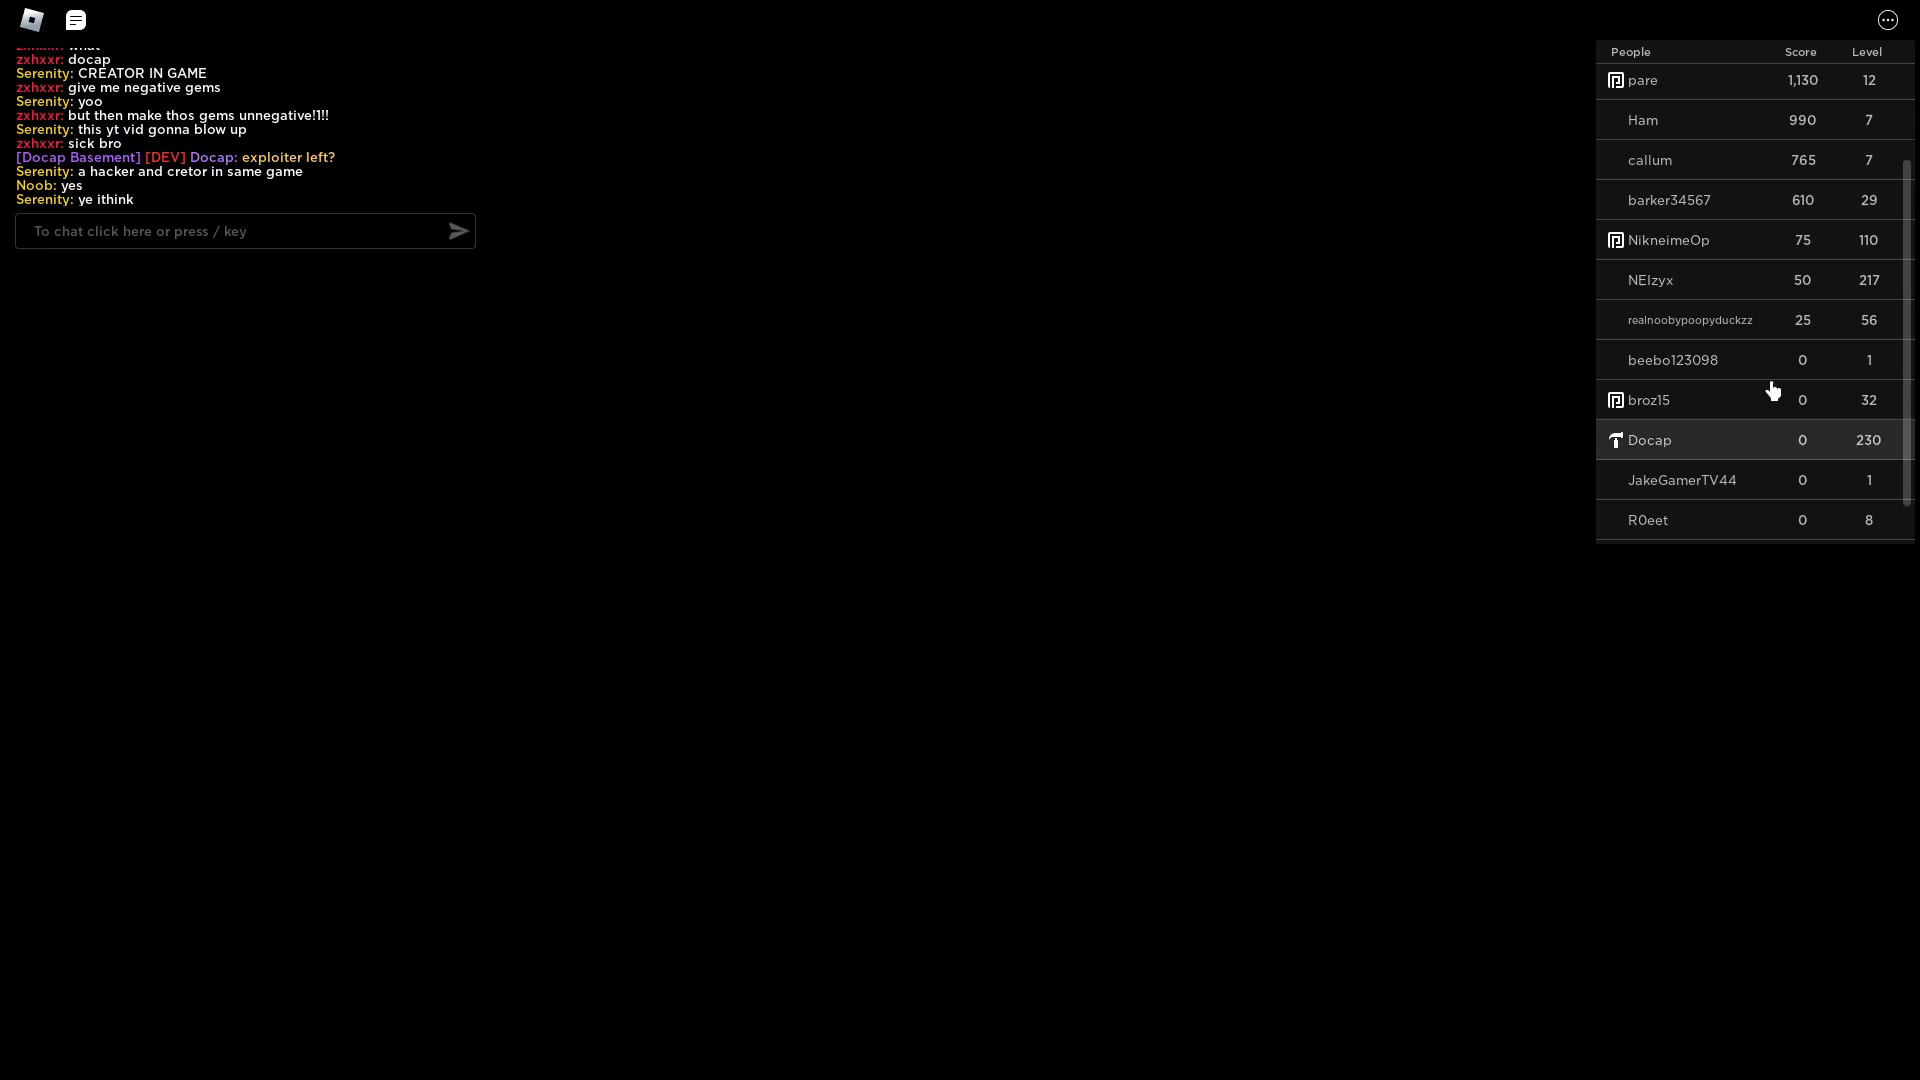 zxhxxr: what
zxhxxr: docap
Serenity: CREATOR IN GAME
zxhxxr: give me negative gems
Serenity: yoo
zxhxxr: but then make thos gems unnegative!1!!
Serenity: this yt vid gonna blow up
zxhxxr: sick bro
[Docap Basement] [DEV] Docap: exploiter left?
Serenity: a hacker and cretor in same game
Noob: yes
Serenity: ye ithink
To chat click here or press / key
People Score Level
pare 1,130 12
Ham 990 7
callum 765 7
barker34567 610 29
NikneimeOp 75 110
NElzyx 50 217
realnoobypoopyduckzz 25 56
beebo123098 0 1
broz15 0 32
Docap 0 230
JakeGamerTV44 0 1
R0eet 0 8